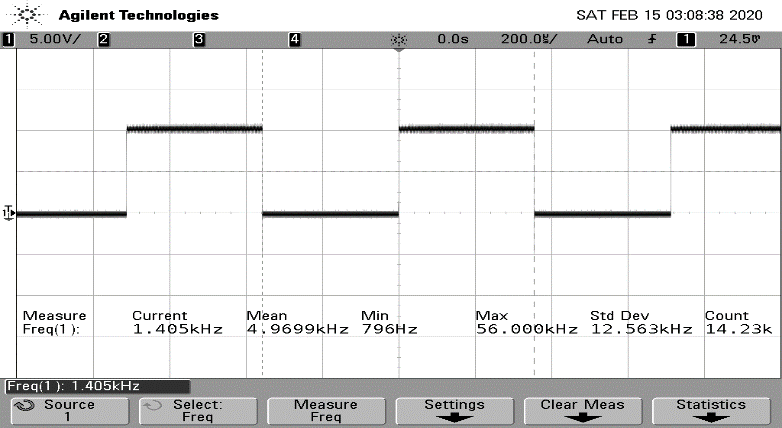 Agilent Technologies SAT FEB 15 03:08:38 2020
1 5.00V/ 2 3 4 0.0s 200.0µs/ Auto 1 24.5
Measure Current Mean Min Max Std Dev Count
Freq(1): 1.405kHz 4.9699kHz 796Hz 56.000kHz 12.563kHz 14.23k
Freq(1): 1.405kHz
Source Select: Measure Settings Clear Meas Statistics
1 Freq Freq